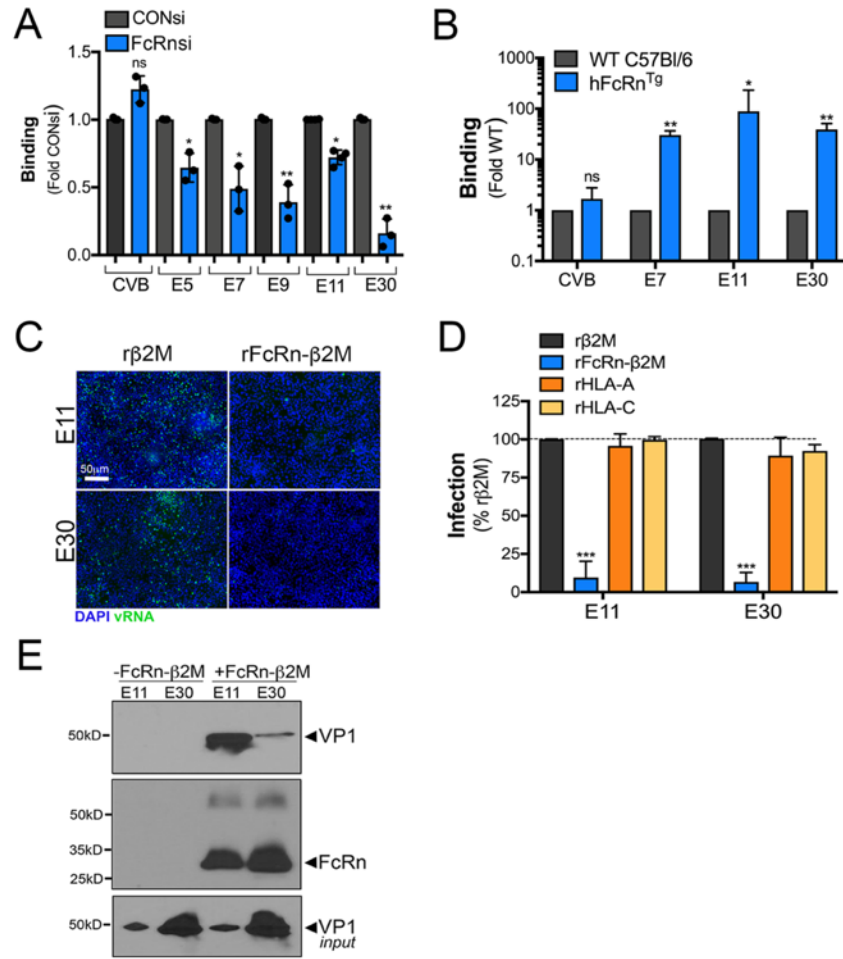 A
CONsi
FcRnsi
Binding
(Fold CONsi)
1.5
1.0
0.5
0.0
ns
*
*
**
*
**
CVB E5 E7 E9 E11 E30
B
WT C57Bl/6
hFcRnTg
Binding
(Fold WT)
1000
100
10
1
0.1
ns
**
*
**
CVB E7 E11 E30
C
rβ2M rFcRn-β2M
E11
50μm
E30
DAPI vRNA
D
rβ2M
rFcRn-β2M
rHLA-A
rHLA-C
Infection
(% rβ2M)
125
100
75
50
25
0
***
***
E11 E30
E
-FcRn-β2M +FcRn-β2M
E11 E30 E11 E30
50kD
VP1
50kD
35kD
25kD
FcRn
50kD
VP1
input